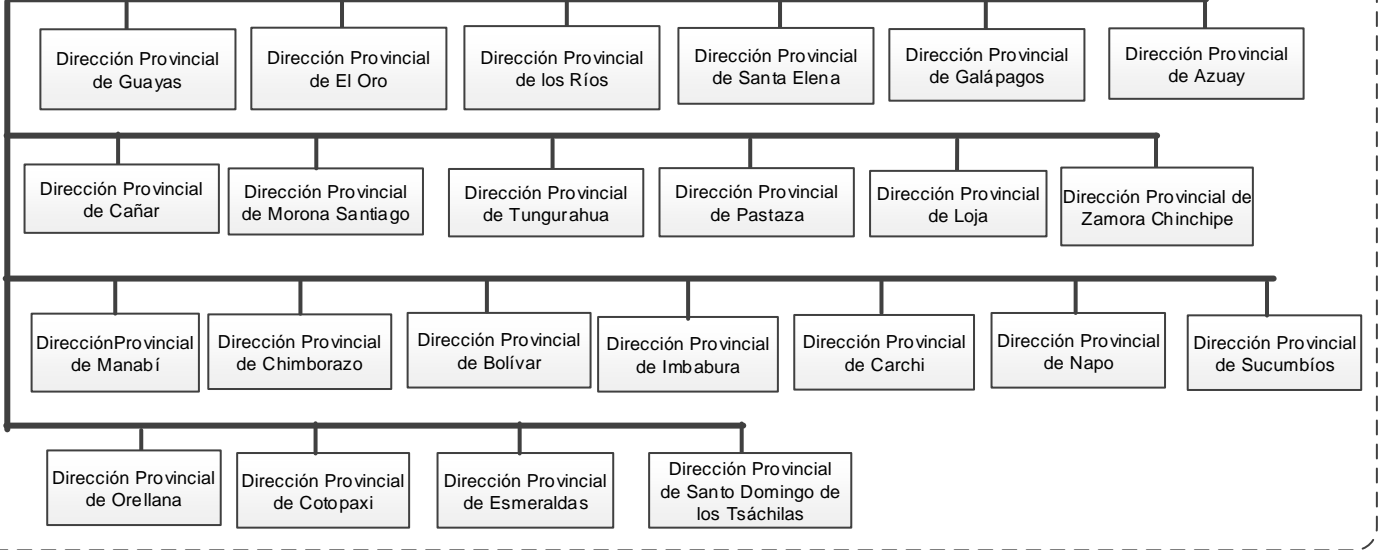 Dirección Provincial
de Guayas
Dirección Provincial
de El Oro
Dirección Provincial
de los Ríos
Dirección Provincial
de Santa Elena
Dirección Provincial
de Galápagos
Dirección Provincial
de Azuay
Dirección Provincial
de Cañar
Dirección Provincial
de Morona Santiago
Dirección Provincial
de Tungurahua
Dirección Provincial
de Pastaza
Dirección Provincial
de Loja
Dirección Provincial de
Zamora Chinchipe
DirecciónProvincial
de Manabí
Dirección Provincial
de Chimborazo
Dirección Provincial
de Bolívar
Dirección Provincial
de Imbabura
Dirección Provincial
de Carchi
Dirección Provincial
de Napo
Dirección Provincial
de Sucumbíos
Dirección Provincial
de Orellana
Dirección Provincial
de Cotopaxi
Dirección Provincial
de Esmeraldas
Dirección Provincial
de Santo Domingo de
los Tsáchilas